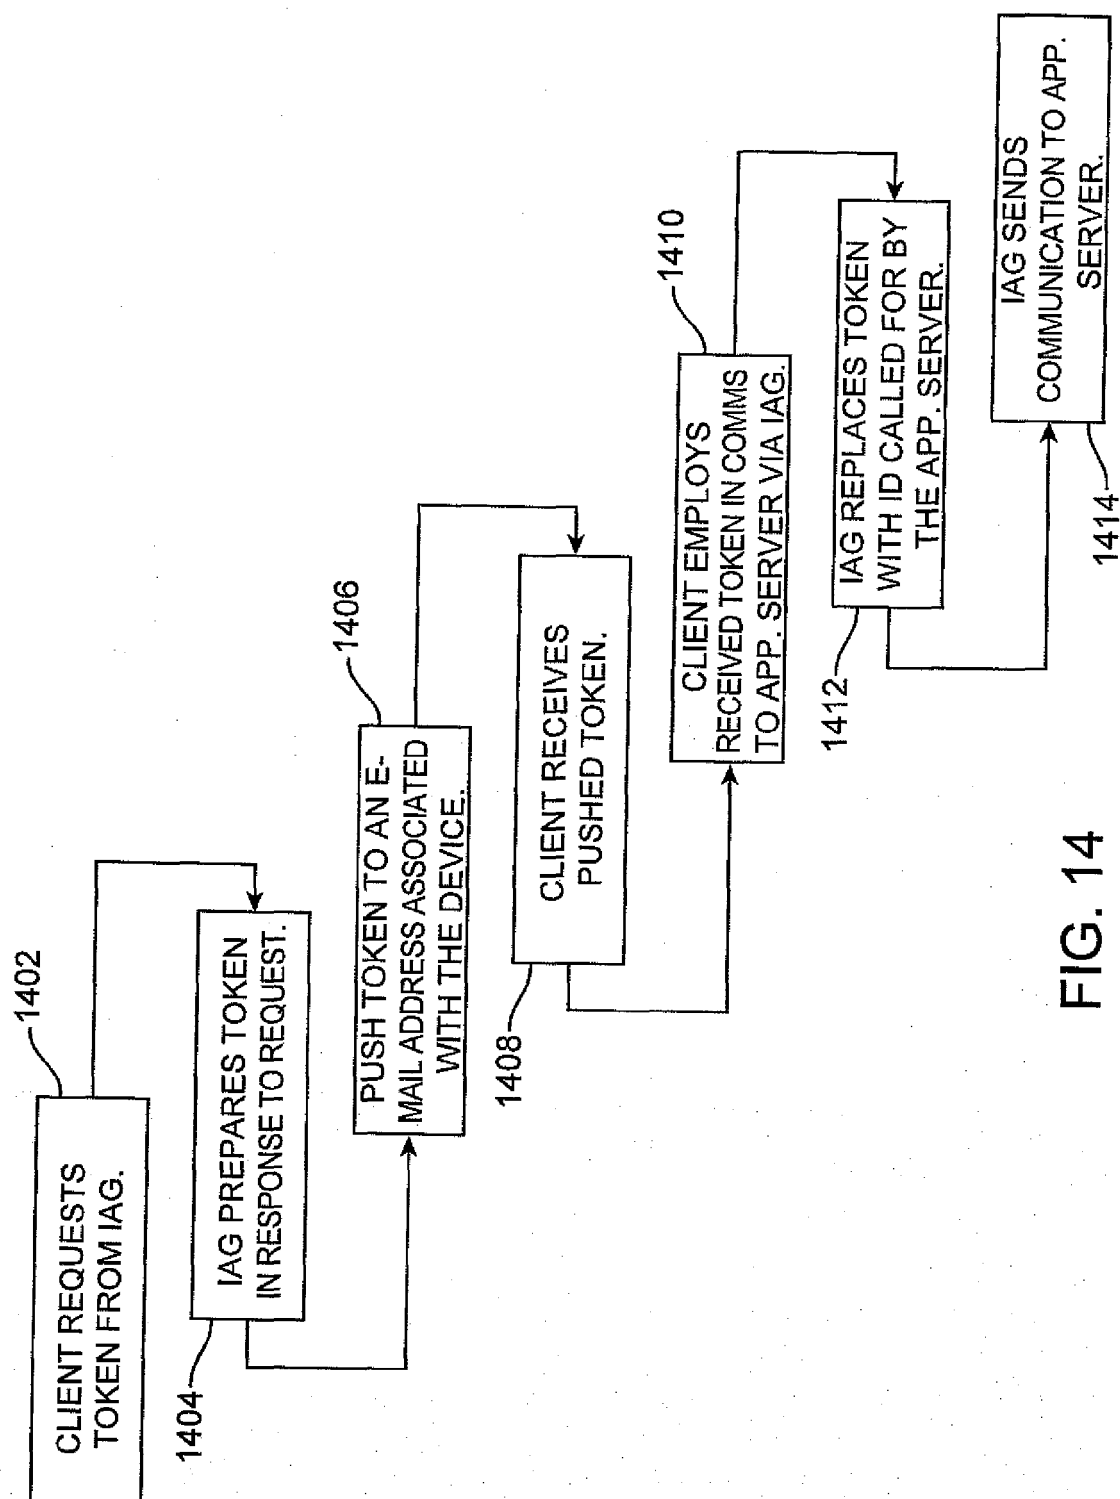 1402
CLIENT REQUESTS
TOKEN FROM IAG.
1404
IAG PREPARES TOKEN
IN RESPONSE TO REQUEST.
1406
PUSH TOKEN TO AN E-
MAIL ADDRESS ASSOCIATED
WITH THE DEVICE.
1408
CLIENT RECEIVES
PUSHED TOKEN.
1410
CLIENT EMPLOYS
RECEIVED TOKEN IN COMMS
TO APP. SERVER VIA IAG.
1412
IAG REPLACES TOKEN
WITH ID CALLED FOR BY
THE APP. SERVER.
1414
IAG SENDS
COMMUNICATION TO APP.
SERVER.
FIG. 14